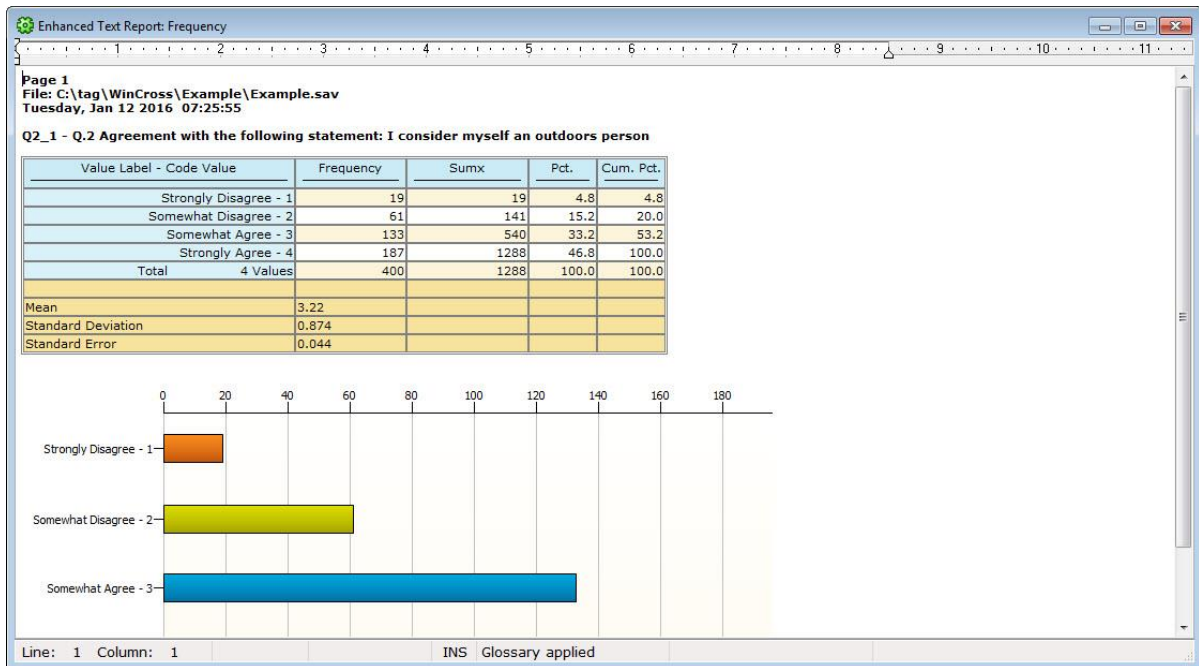 Enhanced Text Report: Frequency
1 2 3 4 5 6 7 8 9 10 11
Page 1
File: C:\tag\WinCross\Example\Example.sav
Tuesday, Jan 12 2016 07:25:55
Q2_1 - Q.2 Agreement with the following statement: I consider myself an outdoors person
Value Label - Code Value Frequency Sumx Pct. Cum. Pct.
Strongly Disagree - 1 19 19 4.8 4.8
Somewhat Disagree - 2 61 141 15.2 20.0
Somewhat Agree - 3 133 540 33.2 53.2
Strongly Agree - 4 187 1288 46.8 100.0
Total 4 Values 400 1288 100.0 100.0
Mean 3.22
Standard Deviation 0.874
Standard Error 0.044
0 20 40 60 80 100 120 140 160 180
Strongly Disagree - 1
Somewhat Disagree - 2
Somewhat Agree - 3
Line: 1 Column: 1 INS Glossary applied